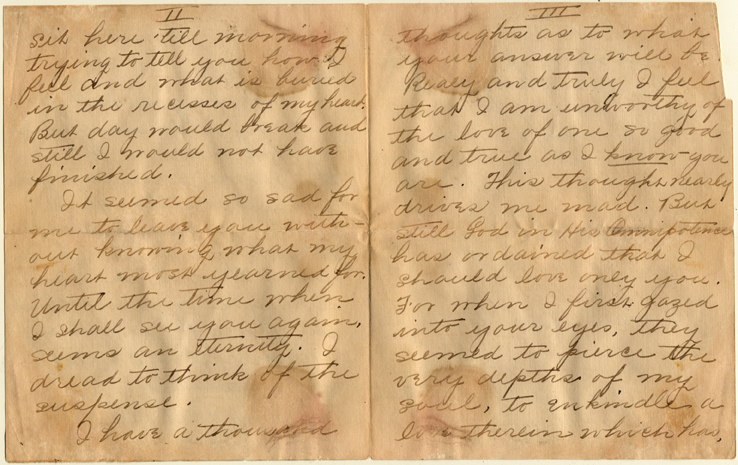 II
sit here 'till morning
trying to tell you how I
feel and what is buried
in the recesses of my heart.
But day would break and
still I would not have
finished.
It seemed so sad for
me to leave you with-
out knowing what my
heart most yearned for.
Until the time when
I shall see you again,
seems an eternity. I
dread to think of the
suspense.
I have a thousand
III
thoughts as to what
your answer will be.
Realy and truly I feel
that I am unworthy of
the love of one so good
and true as I know you
are. This thought nearly
drives me mad. But
still God in His Omnipotence
has ordained that I
should love only you.
For when I first gazed
into your eyes, they
seemed to pierce the
very depths of my
soul, to enkindle a
love therein which has,